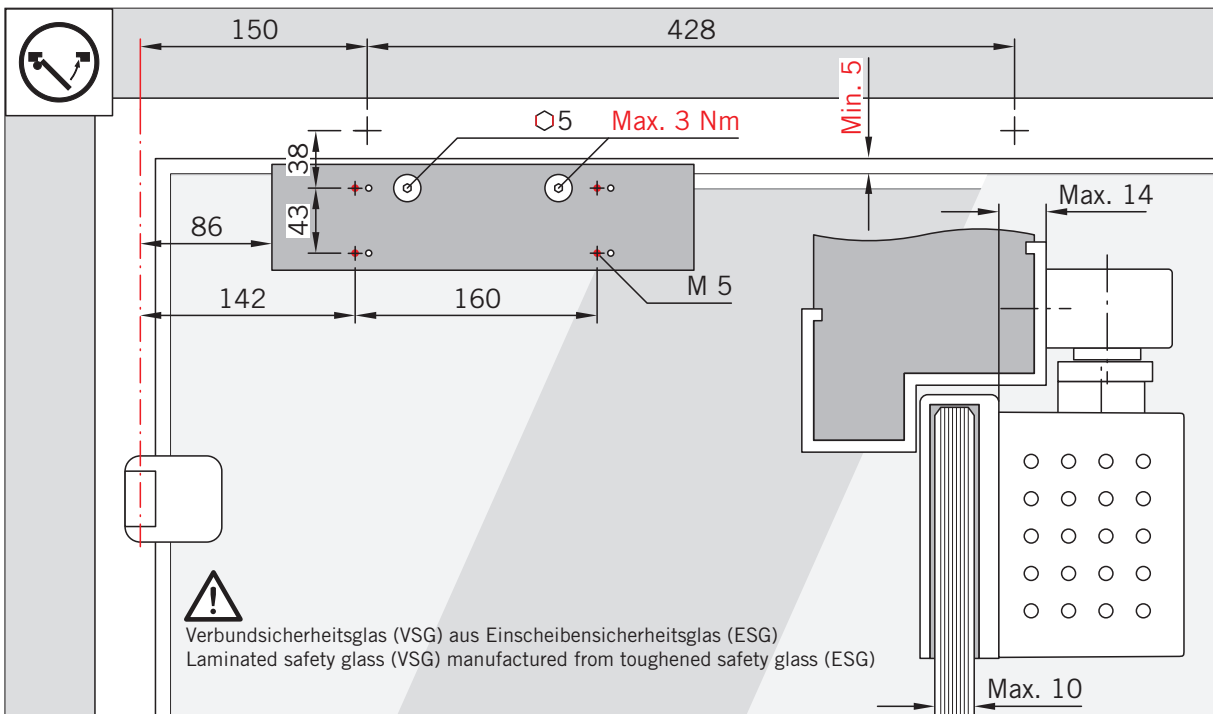 150
428
Min. 5
5 Max. 3 Nm
38
43
86
Max. 14
142
160
M 5
Verbundsicherheitsglas (VSG) aus Einscheibensicherheitsglas (ESG)
Laminated safety glass (VSG) manufactured from toughened safety glass (ESG)
Max. 10